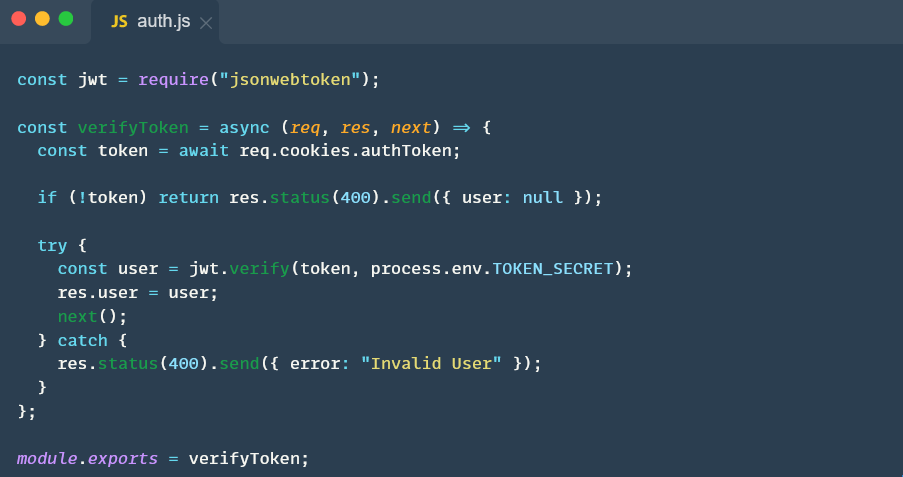 JS auth.js
const jwt = require("jsonwebtoken");
const verifyToken = async (req, res, next) => {
  const token = await req.cookies.authToken;
  if (!token) return res.status(400).send({ user: null });
  try {
    const user = jwt.verify(token, process.env.TOKEN_SECRET);
    res.user = user;
    next();
  } catch {
    res.status(400).send({ error: "Invalid User" });
  }
};
module.exports = verifyToken;